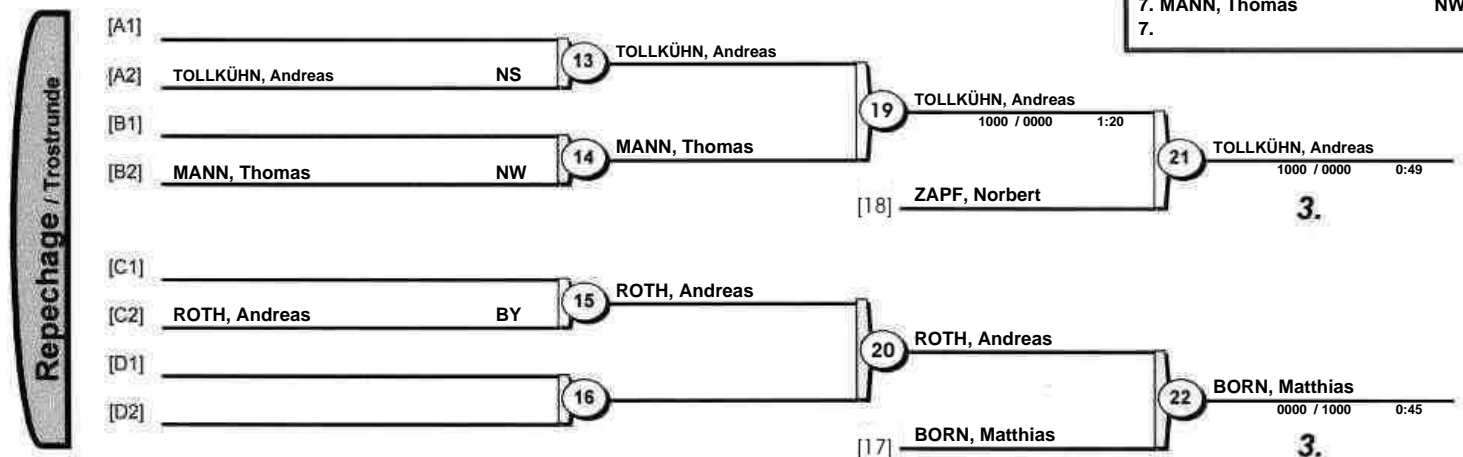 7. MANN, Thomas NW
7.
Repechage / Trostrunde
[A1]
[A2] TOLLKÜHN, Andreas NS
13 TOLLKÜHN, Andreas
[B1]
[B2] MANN, Thomas NW
14 MANN, Thomas
19 TOLLKÜHN, Andreas
1000 / 0000 1:20
[18] ZAPF, Norbert
21 TOLLKÜHN, Andreas
1000 / 0000 0:49
3.
[C1]
[C2] ROTH, Andreas BY
15 ROTH, Andreas
[D1]
[D2]
16
20 ROTH, Andreas
[17] BORN, Matthias
22 BORN, Matthias
0000 / 1000 0:45
3.